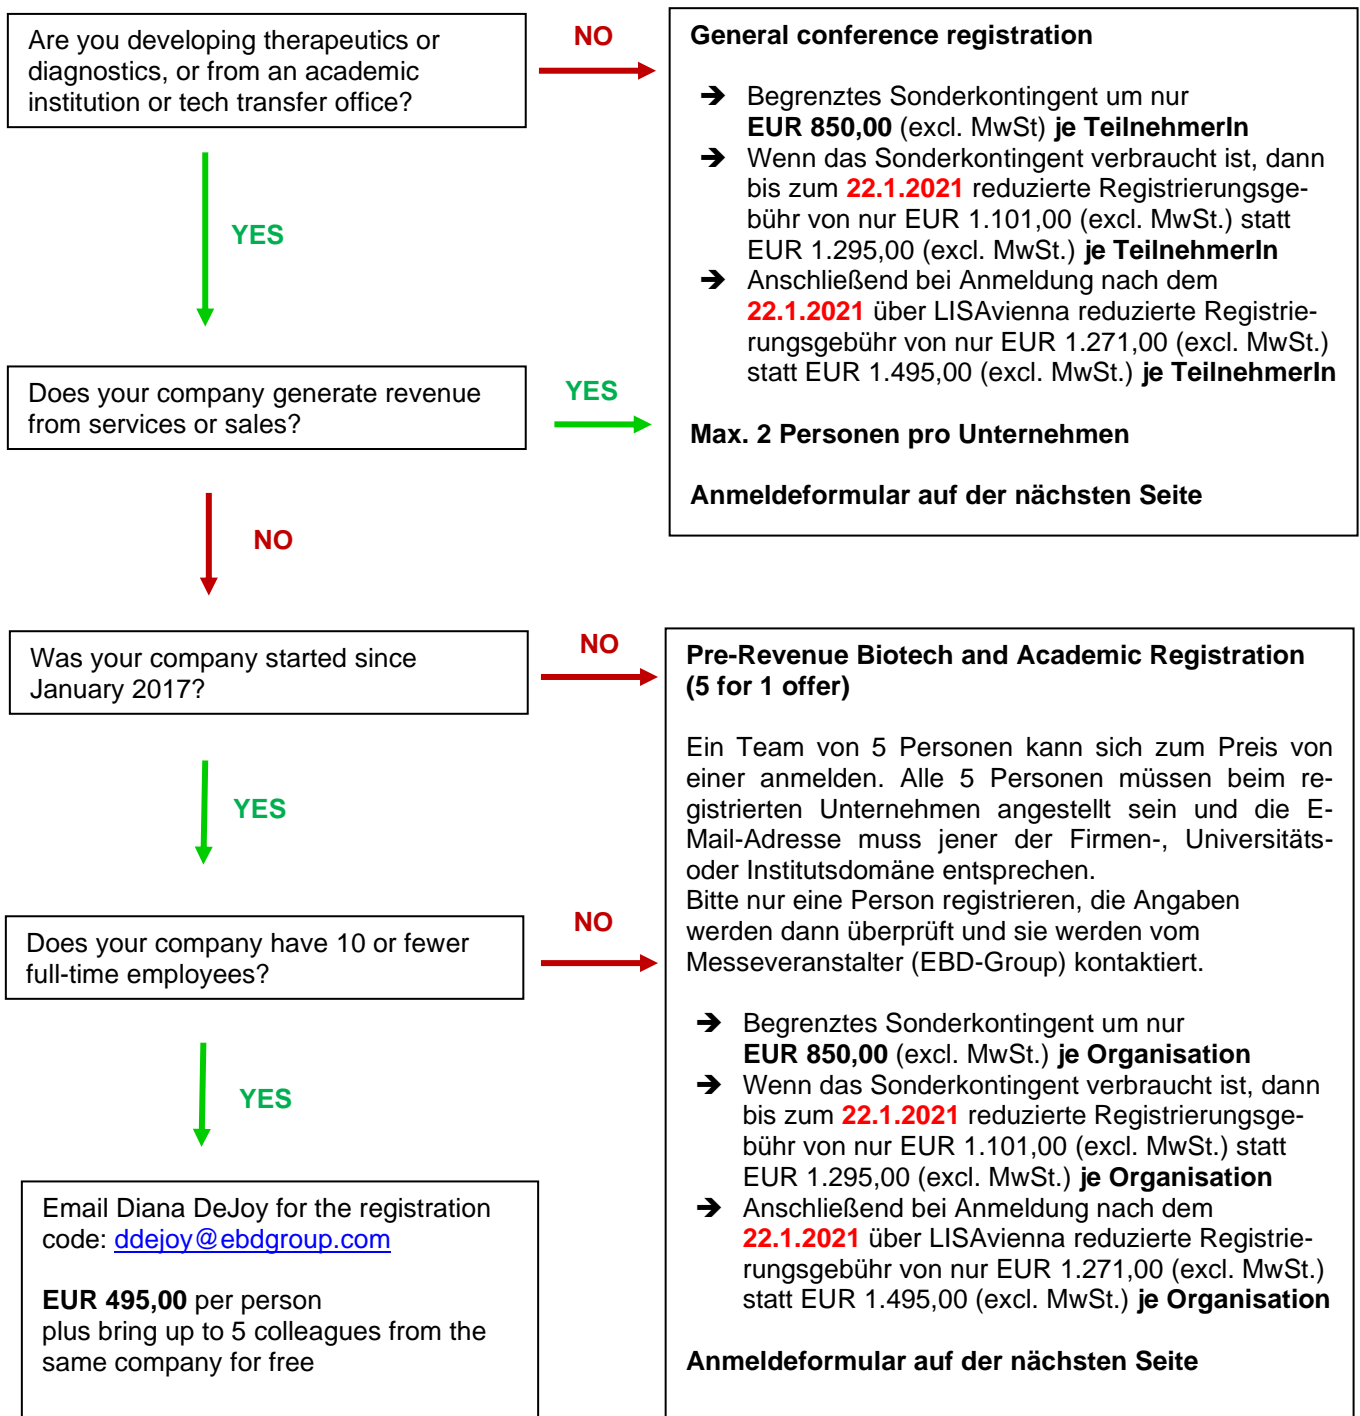 Are you developing therapeutics or
diagnostics, or from an academic
institution or tech transfer office?
NO
General conference registration
➔ Begrenztes Sonderkontingent um nur
EUR 850,00 (excl. MwSt) je TeilnehmerIn
➔ Wenn das Sonderkontingent verbraucht ist, dann
bis zum 22.1.2021 reduzierte Registrierungsge-
bühr von nur EUR 1.101,00 (excl. MwSt.) statt
EUR 1.295,00 (excl. MwSt.) je TeilnehmerIn
➔ Anschließend bei Anmeldung nach dem
22.1.2021 über LISAvienna reduzierte Registrie-
rungsgebühr von nur EUR 1.271,00 (excl. MwSt.)
statt EUR 1.495,00 (excl. MwSt.) je TeilnehmerIn
Max. 2 Personen pro Unternehmen
Anmeldeformular auf der nächsten Seite
YES
Does your company generate revenue
from services or sales?
YES
NO
Was your company started since
January 2017?
NO
Pre-Revenue Biotech and Academic Registration
(5 for 1 offer)
Ein Team von 5 Personen kann sich zum Preis von
einer anmelden. Alle 5 Personen müssen beim re-
gistrierten Unternehmen angestellt sein und die E-
Mail-Adresse muss jener der Firmen-, Universitäts-
oder Institutsdomäne entsprechen.
Bitte nur eine Person registrieren, die Angaben
werden dann überprüft und sie werden vom
Messeveranstalter (EBD-Group) kontaktiert.
➔ Begrenztes Sonderkontingent um nur
EUR 850,00 (excl. MwSt.) je Organisation
➔ Wenn das Sonderkontingent verbraucht ist, dann
bis zum 22.1.2021 reduzierte Registrierungsge-
bühr von nur EUR 1.101,00 (excl. MwSt.) statt
EUR 1.295,00 (excl. MwSt.) je Organisation
➔ Anschließend bei Anmeldung nach dem
22.1.2021 über LISAvienna reduzierte Registrie-
rungsgebühr von nur EUR 1.271,00 (excl. MwSt.)
statt EUR 1.495,00 (excl. MwSt.) je Organisation
Anmeldeformular auf der nächsten Seite
YES
Does your company have 10 or fewer
full-time employees?
NO
YES
Email Diana DeJoy for the registration
code: ddejoy@ebdgroup.com
EUR 495,00 per person
plus bring up to 5 colleagues from the
same company for free